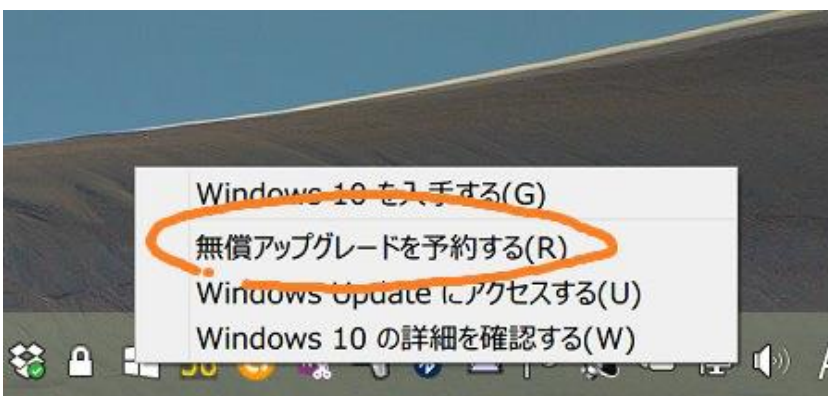 Windows 10 を入手する(G)
無償アップグレードを予約する(R)
Windows Update にアクセスする(U)
Windows 10 の詳細を確認する(W)
A